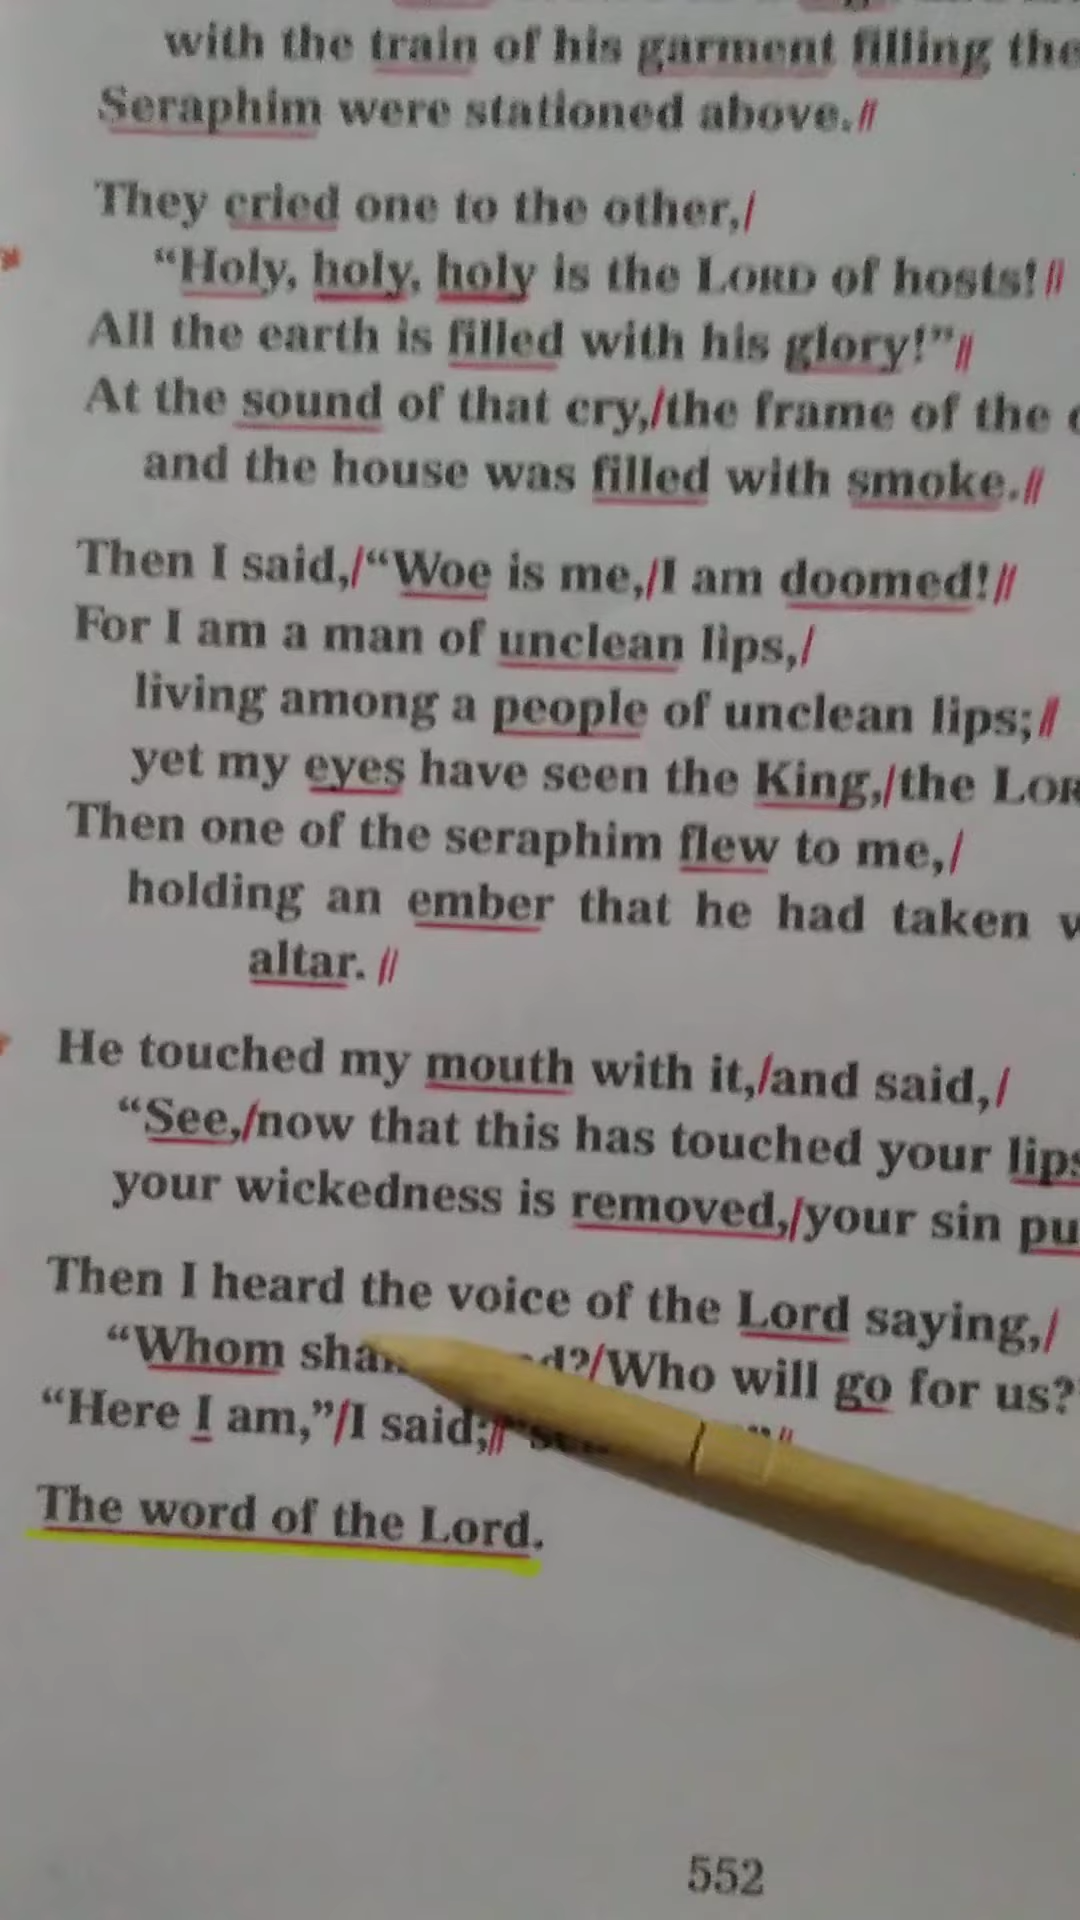 with the train of his garment filling the
Seraphim were stationed above.//
They cried one to the other,/
“Holy, holy, holy is the LORD of hosts!//
All the earth is filled with his glory!”//
At the sound of that cry,/the frame of the
and the house was filled with smoke.//
Then I said,/“Woe is me,/I am doomed!//
For I am a man of unclean lips,/
living among a people of unclean lips;//
yet my eyes have seen the King,/the
Then one of the seraphim flew to me,/
holding an ember that he had taken
altar. //
He touched my mouth with it,/and said,/
“See,/now that this has touched your lips
your wickedness is removed,/your sin
Then I heard the voice of the Lord saying,/
“Whom Who will go for us?
“Here I am,”/I said;//
The word of the Lord.
552